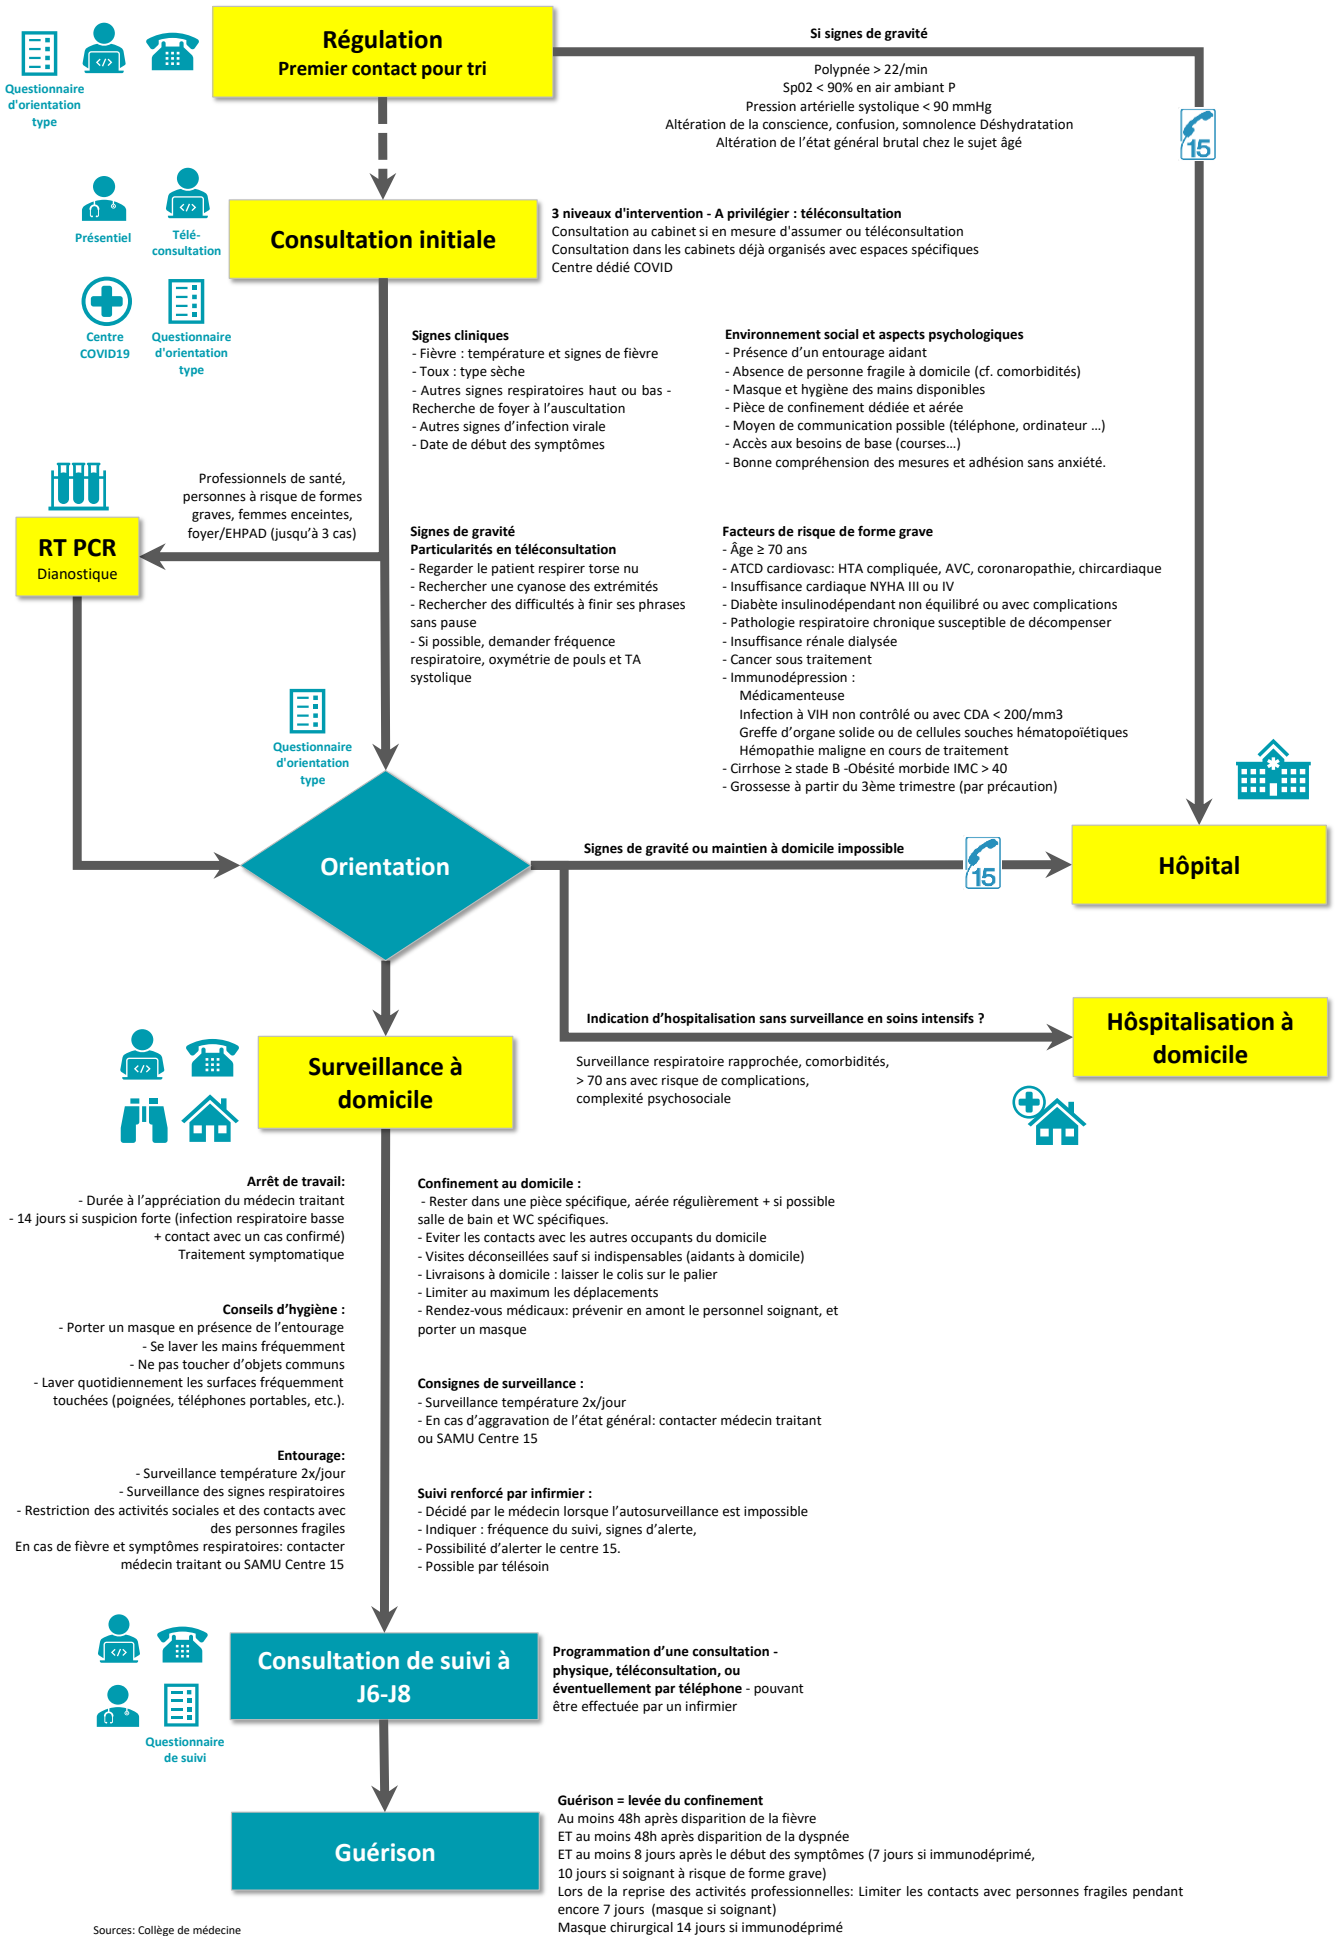 Régulation
Premier contact pour tri
Questionnaire
d'orientation
type
Si signes de gravité
Polypnée > 22/min
Sp02 < 90% en air ambiant P
Pression artérielle systolique < 90 mmHg
Altération de la conscience, confusion, somnolence Déshydratation
Altération de l'état général brutal chez le sujet âgé
15
Présentiel
Télé-
consultation
Centre
COVID19
Questionnaire
d'orientation
type
Consultation initiale
3 niveaux d'intervention - A privilégier : téléconsultation
Consultation au cabinet si en mesure d'assumer ou téléconsultation
Consultation dans les cabinets déjà organisés avec espaces spécifiques
Centre dédié COVID
Signes cliniques
- Fièvre : température et signes de fièvre
- Toux : type sèche
- Autres signes respiratoires haut ou bas -
Recherche de foyer à l'auscultation
- Autres signes d'infection virale
- Date de début des symptômes
Environnement social et aspects psychologiques
- Présence d'un entourage aidant
- Absence de personne fragile à domicile (cf. comorbidités)
- Masque et hygiène des mains disponibles
- Pièce de confinement dédiée et aérée
- Moyen de communication possible (téléphone, ordinateur ...)
- Accès aux besoins de base (courses...)
- Bonne compréhension des mesures et adhésion sans anxiété.
Professionnels de santé,
personnes à risque de formes
graves, femmes enceintes,
foyer/EHPAD (jusqu'à 3 cas)
RT PCR
Dianostique
Signes de gravité
Particularités en téléconsultation
- Regarder le patient respirer torse nu
- Rechercher une cyanose des extrémités
- Rechercher des difficultés à finir ses phrases
sans pause
- Si possible, demander fréquence
respiratoire, oxymétrie de pouls et TA
systolique
Facteurs de risque de forme grave
- Âge ≥ 70 ans
- ATCD cardiovasc: HTA compliquée, AVC, coronaropathie, chircardiaque
- Insuffisance cardiaque NYHA III ou IV
- Diabète insulinodépendant non équilibré ou avec complications
- Pathologie respiratoire chronique susceptible de décompenser
- Insuffisance rénale dialysée
- Cancer sous traitement
- Immunodépression :
Médicamenteuse
Infection à VIH non contrôlé ou avec CDA < 200/mm3
Greffe d'organe solide ou de cellules souches hématopoïétiques
Hémopathie maligne en cours de traitement
- Cirrhose ≥ stade B -Obésité morbide IMC > 40
- Grossesse à partir du 3ème trimestre (par précaution)
Questionnaire
d'orientation
type
Orientation
Signes de gravité ou maintien à domicile impossible
15
Hôpital
Indication d'hospitalisation sans surveillance en soins intensifs ?
Surveillance respiratoire rapprochée, comorbidités,
> 70 ans avec risque de complications,
complexité psychosociale
Hôspitalisation à
domicile
Surveillance à
domicile
Arrêt de travail:
- Durée à l'appréciation du médecin traitant
- 14 jours si suspicion forte (infection respiratoire basse
+ contact avec un cas confirmé)
Traitement symptomatique
Conseils d'hygiène :
- Porter un masque en présence de l'entourage
- Se laver les mains fréquemment
- Ne pas toucher d'objets communs
- Laver quotidiennement les surfaces fréquemment
touchées (poignées, téléphones portables, etc.).
Entourage:
- Surveillance température 2x/jour
- Surveillance des signes respiratoires
- Restriction des activités sociales et des contacts avec
des personnes fragiles
En cas de fièvre et symptômes respiratoires: contacter
médecin traitant ou SAMU Centre 15
Confinement au domicile :
- Rester dans une pièce spécifique, aérée régulièrement + si possible
salle de bain et WC spécifiques.
- Eviter les contacts avec les autres occupants du domicile
- Visites déconseillées sauf si indispensables (aidants à domicile)
- Livraisons à domicile : laisser le colis sur le palier
- Limiter au maximum les déplacements
- Rendez-vous médicaux: prévenir en amont le personnel soignant, et
porter un masque
Consignes de surveillance :
- Surveillance température 2x/jour
- En cas d'aggravation de l'état général: contacter médecin traitant
ou SAMU Centre 15
Suivi renforcé par infirmier :
- Décidé par le médecin lorsque l'autosurveillance est impossible
- Indiquer : fréquence du suivi, signes d'alerte,
- Possibilité d'alerter le centre 15.
- Possible par télésoin
Questionnaire
de suivi
Consultation de suivi à
J6-J8
Programmation d'une consultation -
physique, téléconsultation, ou
éventuellement par téléphone - pouvant
être effectuée par un infirmier
Guérison
Guérison = levée du confinement
Au moins 48h après disparition de la fièvre
ET au moins 48h après disparition de la dyspnée
ET au moins 8 jours après le début des symptômes (7 jours si immunodéprimé,
10 jours si soignant à risque de forme grave)
Lors de la reprise des activités professionnelles: Limiter les contacts avec personnes fragiles pendant
encore 7 jours (masque si soignant)
Masque chirurgical 14 jours si immunodéprimé
Sources: Collège de médecine